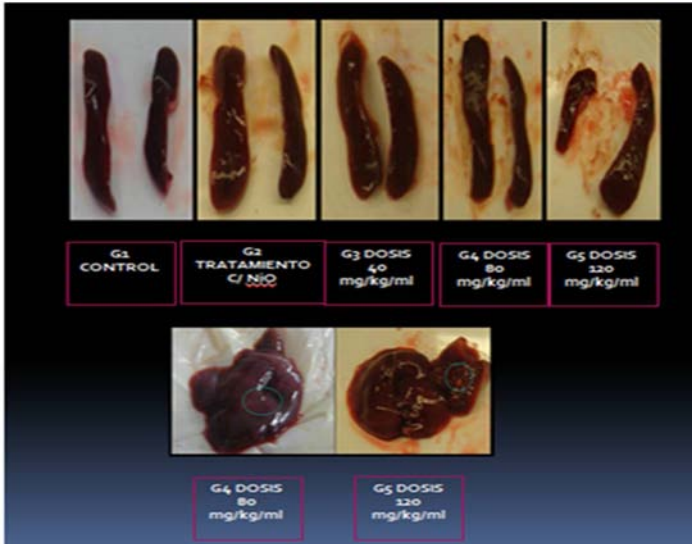 G1
CONTROL
G2
TRATAMIENTO
C/ NiO
G3 DOSIS
40
mg/kg/ml
G4 DOSIS
80
mg/kg/ml
G5 DOSIS
120
mg/kg/ml
G4 DOSIS
80
mg/kg/ml
G5 DOSIS
120
mg/kg/ml